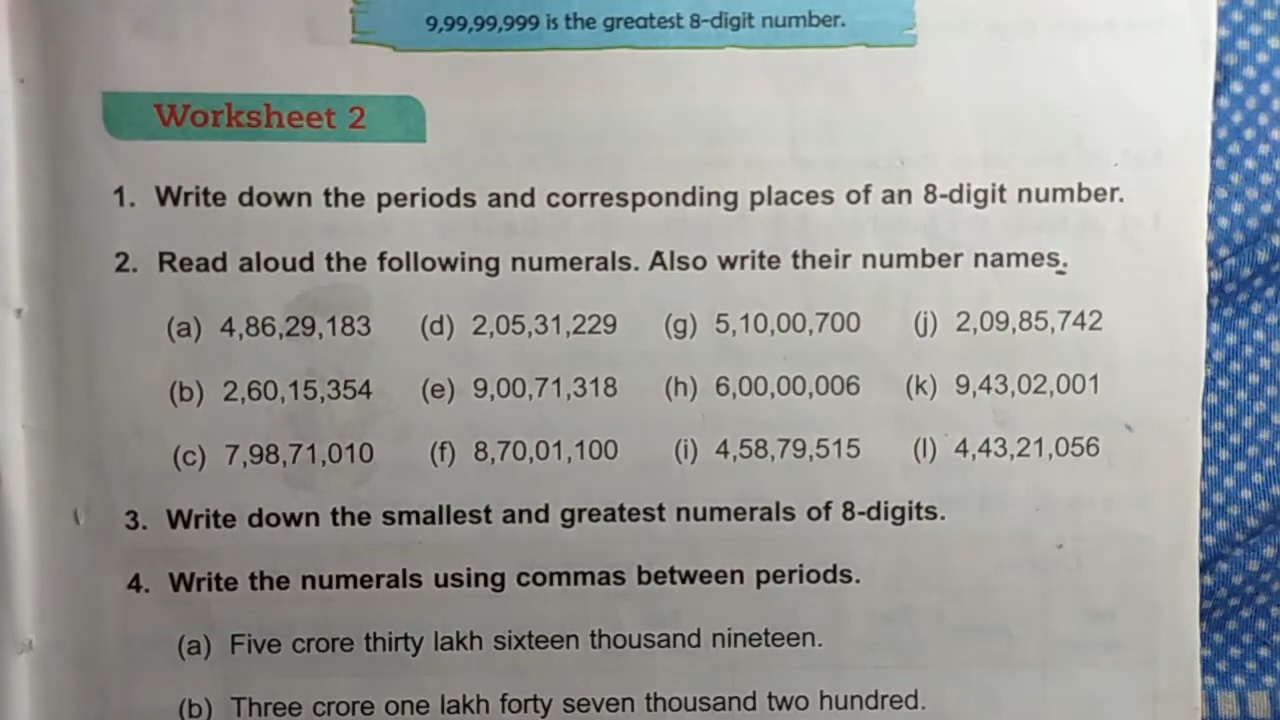 9,99,99,999 is the greatest 8-digit number.
Worksheet 2
1. Write down the periods and corresponding places of an 8-digit number.
2. Read aloud the following numerals. Also write their number names.
(a) 4,86,29,183 (d) 2,05,31,229 (g) 5,10,00,700 (j) 2,09,85,742
(b) 2,60,15,354 (e) 9,00,71,318 (h) 6,00,00,006 (k) 9,43,02,001
(c) 7,98,71,010 (f) 8,70,01,100 (i) 4,58,79,515 (l) 4,43,21,056
3. Write down the smallest and greatest numerals of 8-digits.
4. Write the numerals using commas between periods.
(a) Five crore thirty lakh sixteen thousand nineteen.
(b) Three crore one lakh forty seven thousand two hundred.